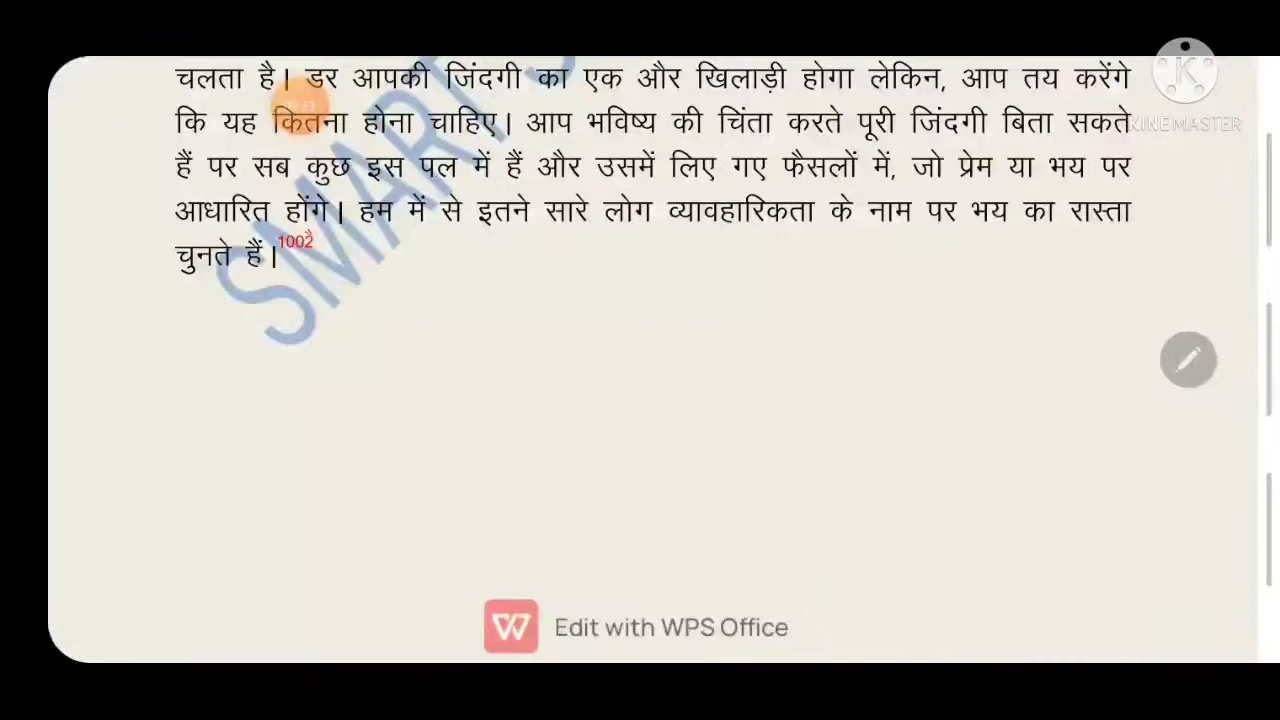 चलता है। डर आपकी जिंदगी का एक और खिलाड़ी होगा लेकिन, आप तय करेंगे
कि यह कितना होना चाहिए। आप भविष्य की चिंता करते पूरी जिंदगी बिता सकते
KINEMASTER
हैं पर सब कुछ इस पल में हैं और उसमें लिए गए फैसलों में, जो प्रेम या भय पर
आधारित होंगे। हम में से इतने सारे लोग व्यावहारिकता के नाम पर भय का रास्ता
चुनते हैं।1002
SMART
Edit with WPS Office